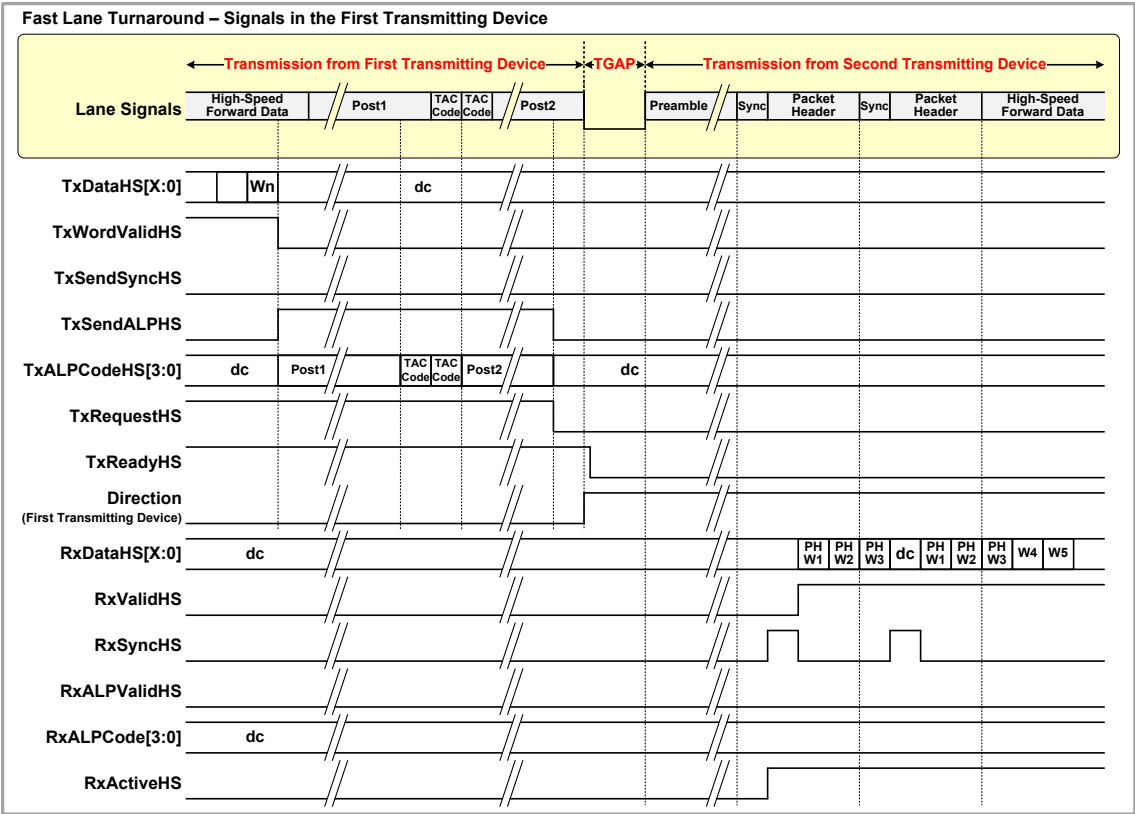 Fast Lane Turnaround – Signals in the First Transmitting Device
Transmission from First Transmitting Device
TGAP
Transmission from Second Transmitting Device
Lane Signals
High-Speed
Forward Data
Post1
TAC
Code
TAC
Code
Post2
Preamble
Sync
Packet
Header
Sync
Packet
Header
High-Speed
Forward Data
TxDataHS[X:0]
Wn
dc
TxWordValidHS
TxSendSyncHS
TxSendALPHS
TxALPCodeHS[3:0]
dc
Post1
TAC
Code
TAC
Code
Post2
dc
TxRequestHS
TxReadyHS
Direction
(First Transmitting Device)
RxDataHS[X:0]
dc
PH
W1
PH
W2
PH
W3
dc
PH
W1
PH
W2
PH
W3
W4
W5
RxValidHS
RxSyncHS
RxALPValidHS
RxALPCode[3:0]
dc
RxActiveHS